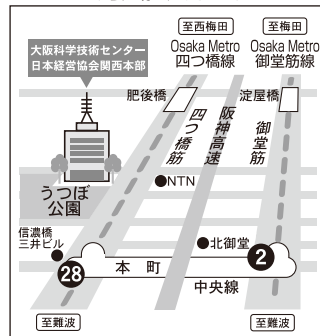 至西梅田
至梅田
大阪科学技術センター
日本経営協会関西本部
Osaka Metro
四つ橋線
Osaka Metro
御堂筋線
肥後橋
淀屋橋
四つ橋筋
阪神高速
御堂筋
うつぼ
公園
NTN
信濃橋
三井ビル
北御堂
28
2
本町
中央線
至難波
至難波